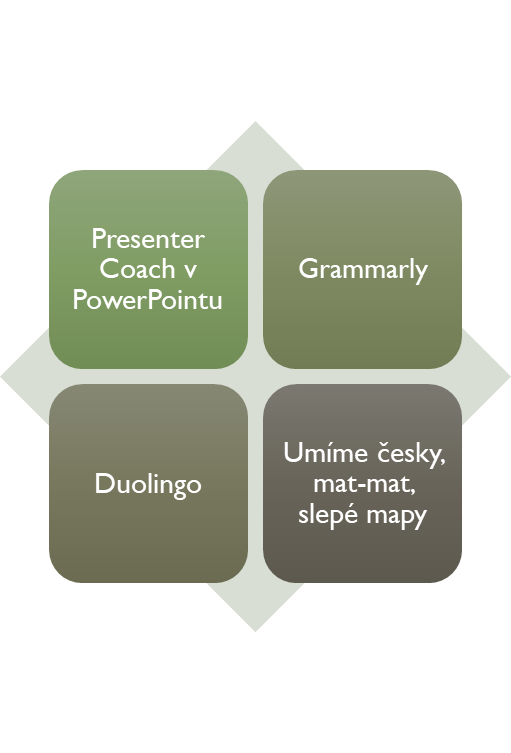 Presenter
Coach v
PowerPointu
Grammarly
Duolingo
Umíme česky,
mat-mat,
slepé mapy